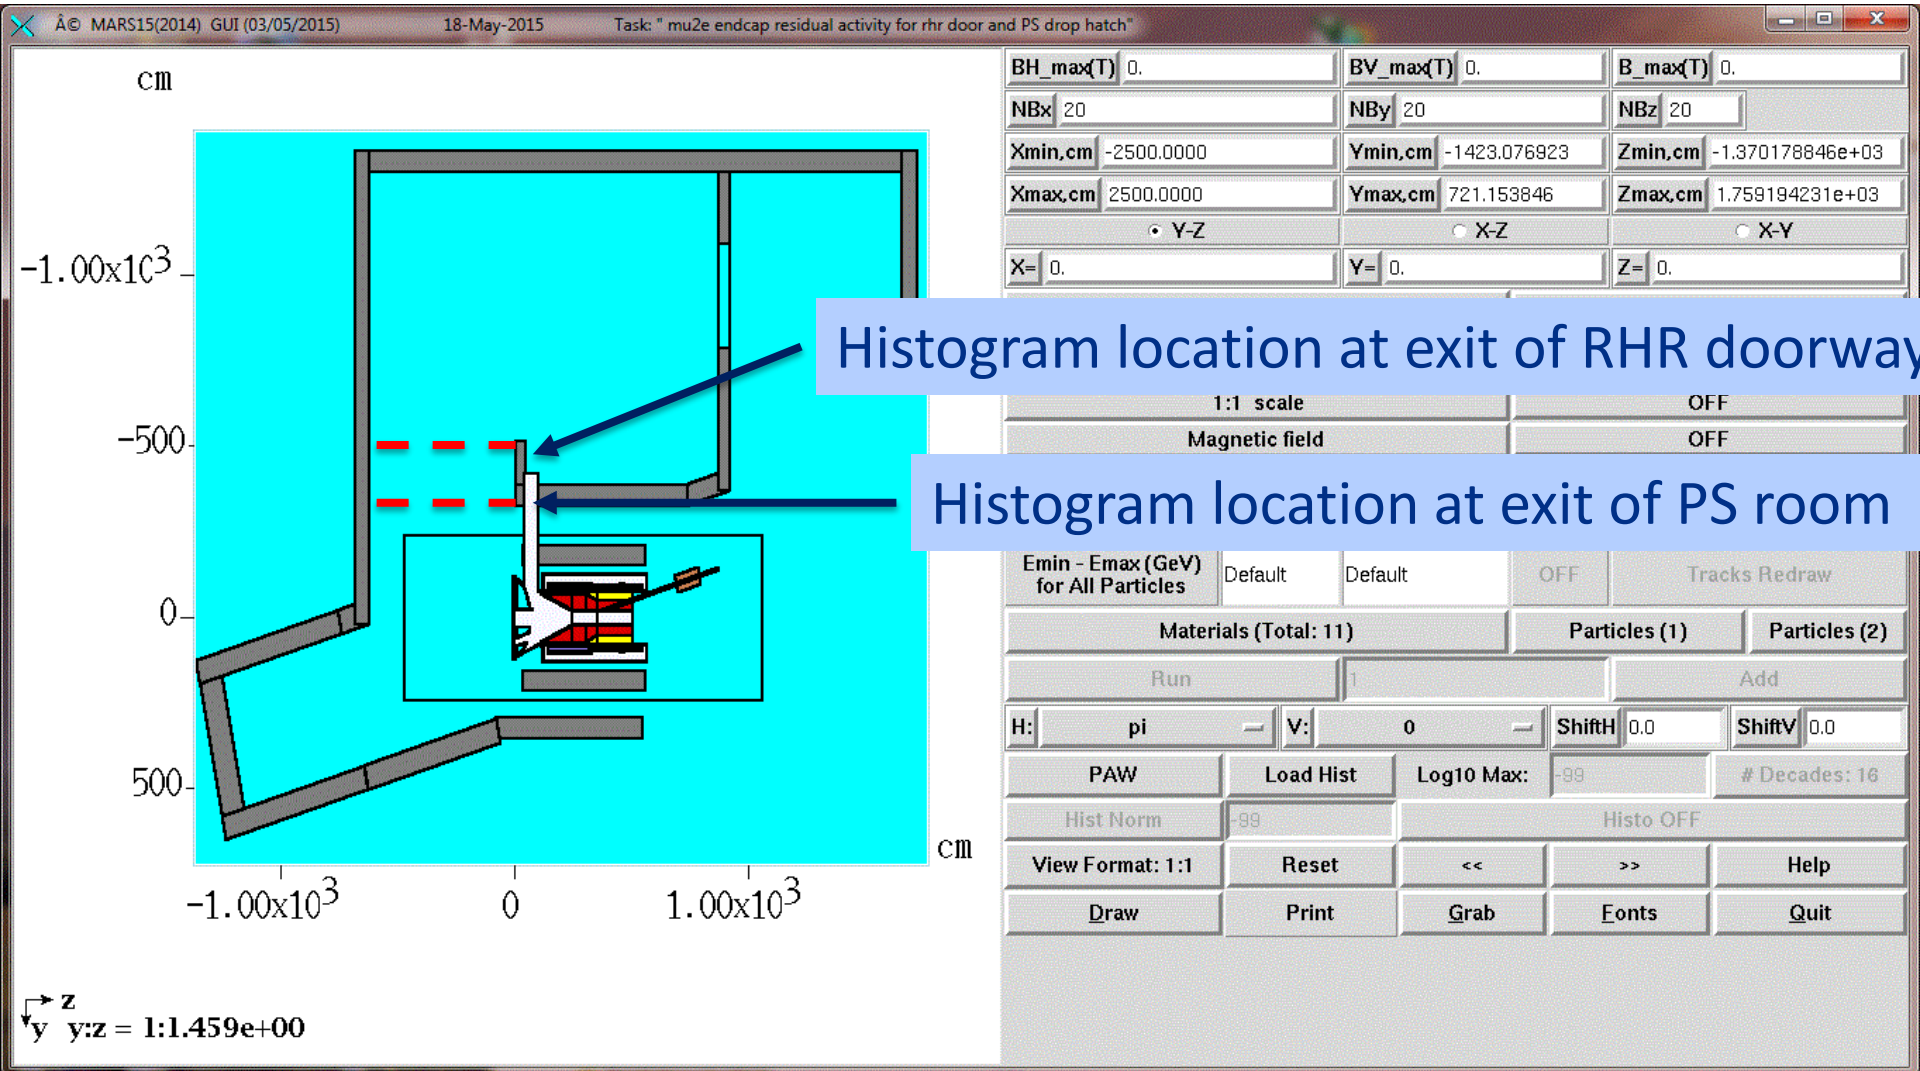 Â© MARS15(2014) GUI (03/05/2015) 18-May-2015 Task: " mu2e endcap residual activity for rhr door and PS drop hatch"
cm
-1.00x10³
-500
0
500
cm
-1.00x10³ 0 1.00x10³
z
y y:z = 1:1.459e+00
BH_max(T) 0. BV_max(T) 0. B_max(T) 0.
NBx 20 NBy 20 NBz 20
Xmin,cm -2500.0000 Ymin,cm -1423.076923 Zmin,cm -1.370178846e+03
Xmax,cm 2500.0000 Ymax,cm 721.153846 Zmax,cm 1.759194231e+03
Y-Z X-Z X-Y
X= 0. Y= 0. Z= 0.
Histogram location at exit of RHR doorway
1:1 scale OFF
Magnetic field OFF
Histogram location at exit of PS room
Emin - Emax (GeV)
for All Particles Default Default OFF Tracks Redraw
Materials (Total: 11) Particles (1) Particles (2)
Run 1 Add
H: pi V: 0 ShiftH 0.0 ShiftV 0.0
PAW Load Hist Log10 Max: -99 # Decades: 16
Hist Norm -99 Histo OFF
View Format: 1:1 Reset << >> Help
Draw Print Grab Fonts Quit